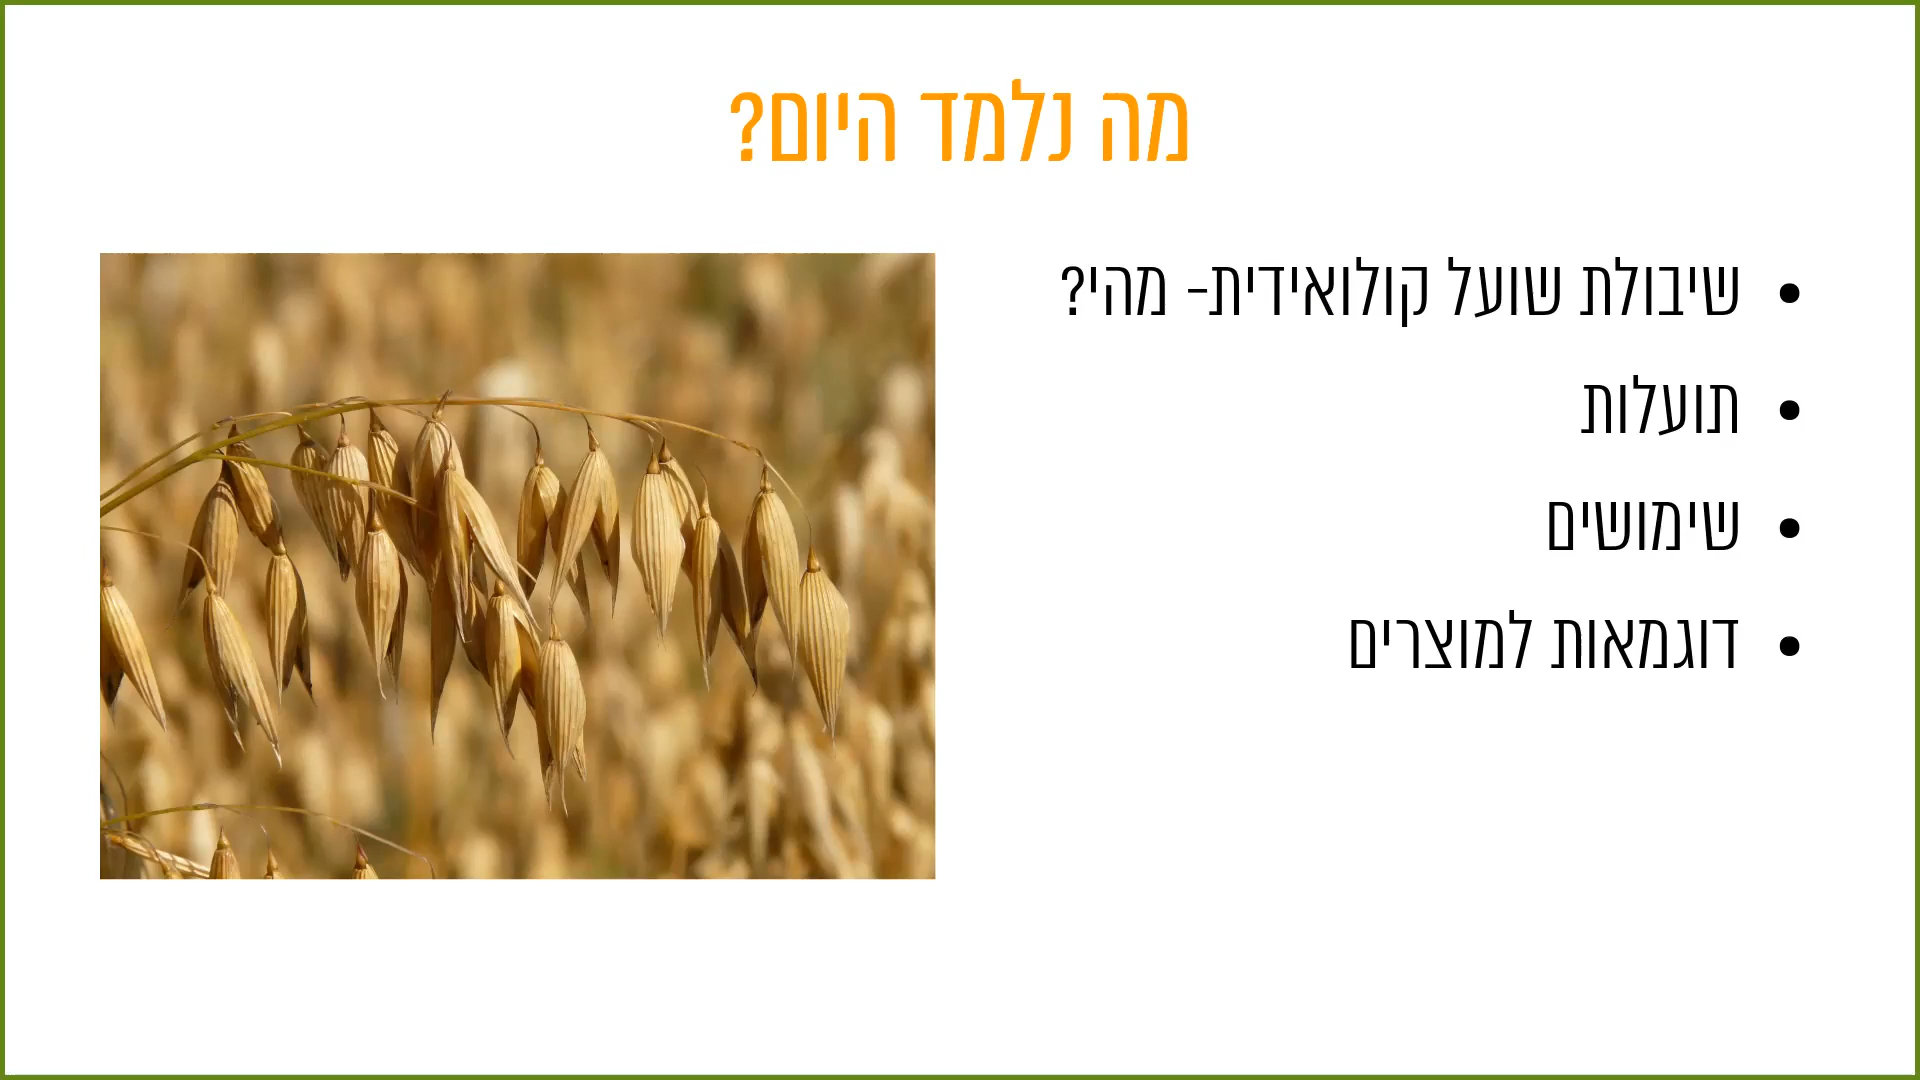 מה נלמד היום?
• שיבולת שועל קולואידית- מהי?
• תועלות
• שימושים
• דוגמאות למוצרים